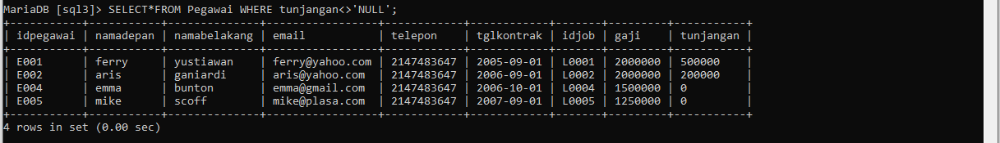 MariaDB [sql3]> SELECT*FROM Pegawai WHERE tunjangan<>'NULL';
+-----------+-----------+--------------+-----------------+------------+------------+-------+---------+-----------+
| idpegawai | namadepan | namabelakang | email           | telepon    | tglkontrak | idjob | gaji    | tunjangan |
+-----------+-----------+--------------+-----------------+------------+------------+-------+---------+-----------+
| E001      | ferry     | yustiawan    | ferry@yahoo.com | 2147483647 | 2005-09-01 | L0001 | 2000000 | 500000    |
| E002      | aris      | ganiardi     | aris@yahoo.com  | 2147483647 | 2006-09-01 | L0002 | 2000000 | 200000    |
| E004      | emma      | bunton       | emma@gmail.com  | 2147483647 | 2006-10-01 | L0004 | 1500000 | 0         |
| E005      | mike      | scoff        | mike@plasa.com  | 2147483647 | 2007-09-01 | L0005 | 1250000 | 0         |
+-----------+-----------+--------------+-----------------+------------+------------+-------+---------+-----------+
4 rows in set (0.00 sec)